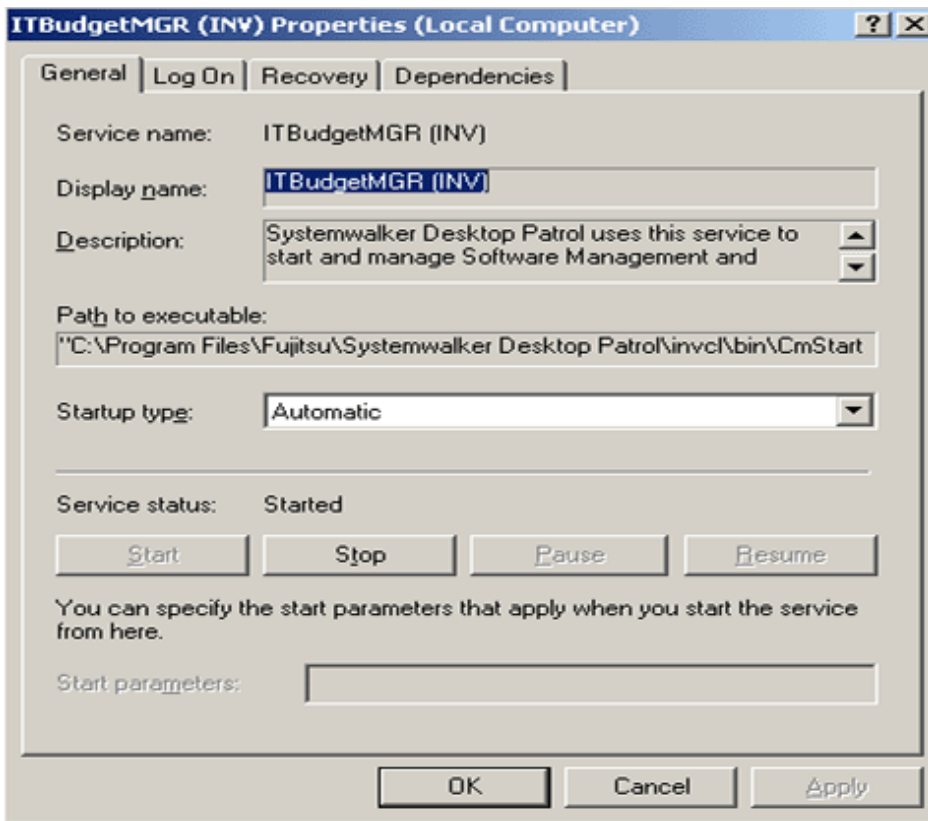 ITBudgetMGR (INV) Properties (Local Computer)
General Log On Recovery Dependencies
Service name: ITBudgetMGR (INV)
Display name: ITBudgetMGR (INV)
Description: Systemwalker Desktop Patrol uses this service to
start and manage Software Management and
Path to executable:
"C:\Program Files\Fujitsu\Systemwalker Desktop Patrol\invcl\bin\CmStart
Startup type: Automatic
Service status: Started
Start Stop Pause Resume
You can specify the start parameters that apply when you start the service
from here.
Start parameters:
OK Cancel Apply